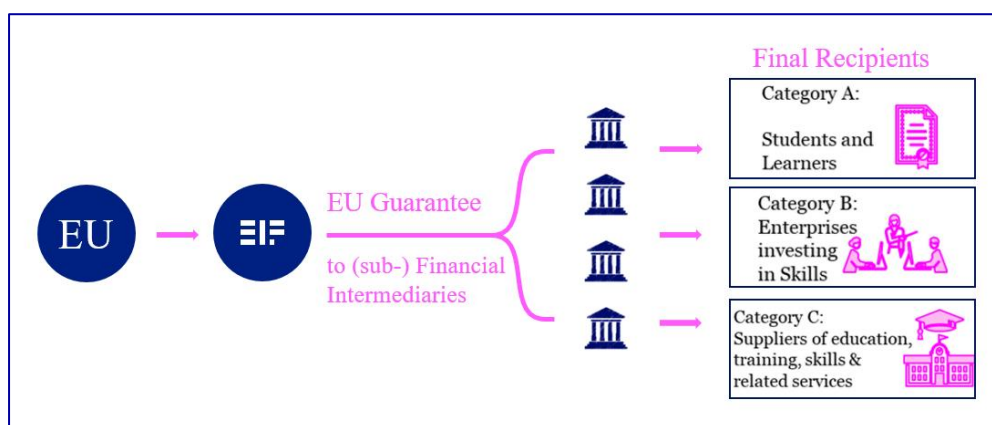 Final Recipients
Category A:
Students and
Learners
EU
EIF
EU Guarantee
to (sub-) Financial
Intermediaries
Category B:
Enterprises
investing
in Skills
Category C:
Suppliers of education,
training, skills &
related services